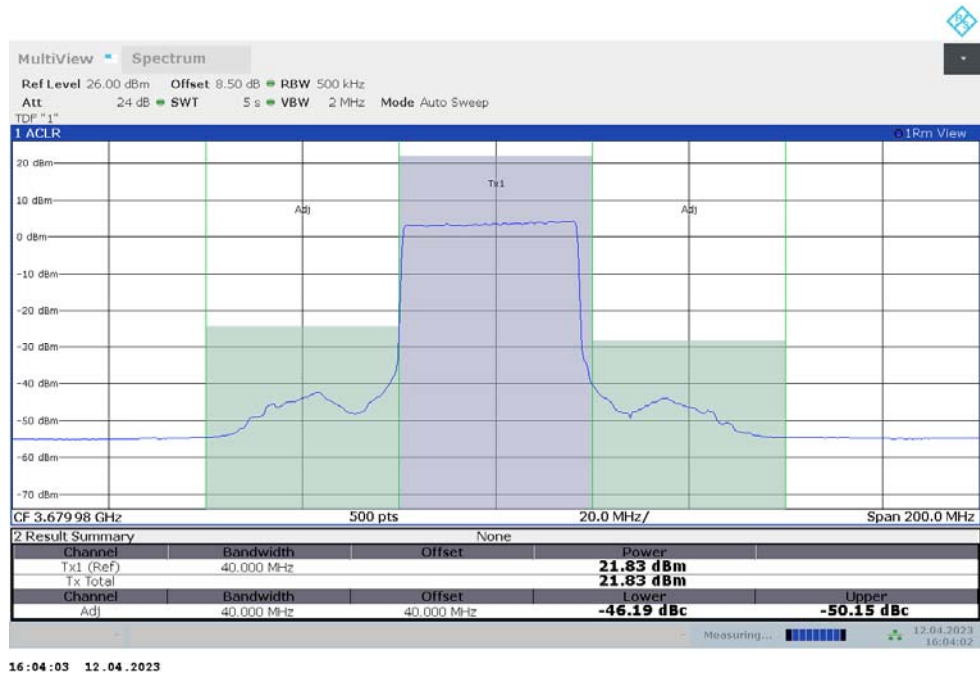 MultiView Spectrum
Ref Level 26.00 dBm Offset 8.50 dB RBW 500 kHz
Att 24 dB SWT 5 s VBW 2 MHz Mode Auto Sweep
TDF "1"
1 ACLR 1Rm View
20 dBm
Tx1
10 dBm
Adj Adj
0 dBm
-10 dBm
-20 dBm
-30 dBm
-40 dBm
-50 dBm
-60 dBm
-70 dBm
CF 3.67998 GHz 500 pts 20.0 MHz/ Span 200.0 MHz
2 Result Summary None
Channel Bandwidth Offset Power
Tx1 (Ref) 40.000 MHz 21.83 dBm
Tx Total 21.83 dBm
Channel Bandwidth Offset Lower Upper
Adj 40.000 MHz 40.000 MHz -46.19 dBc -50.15 dBc
Measuring... 12.04.2023
16:04:02
16:04:03 12.04.2023